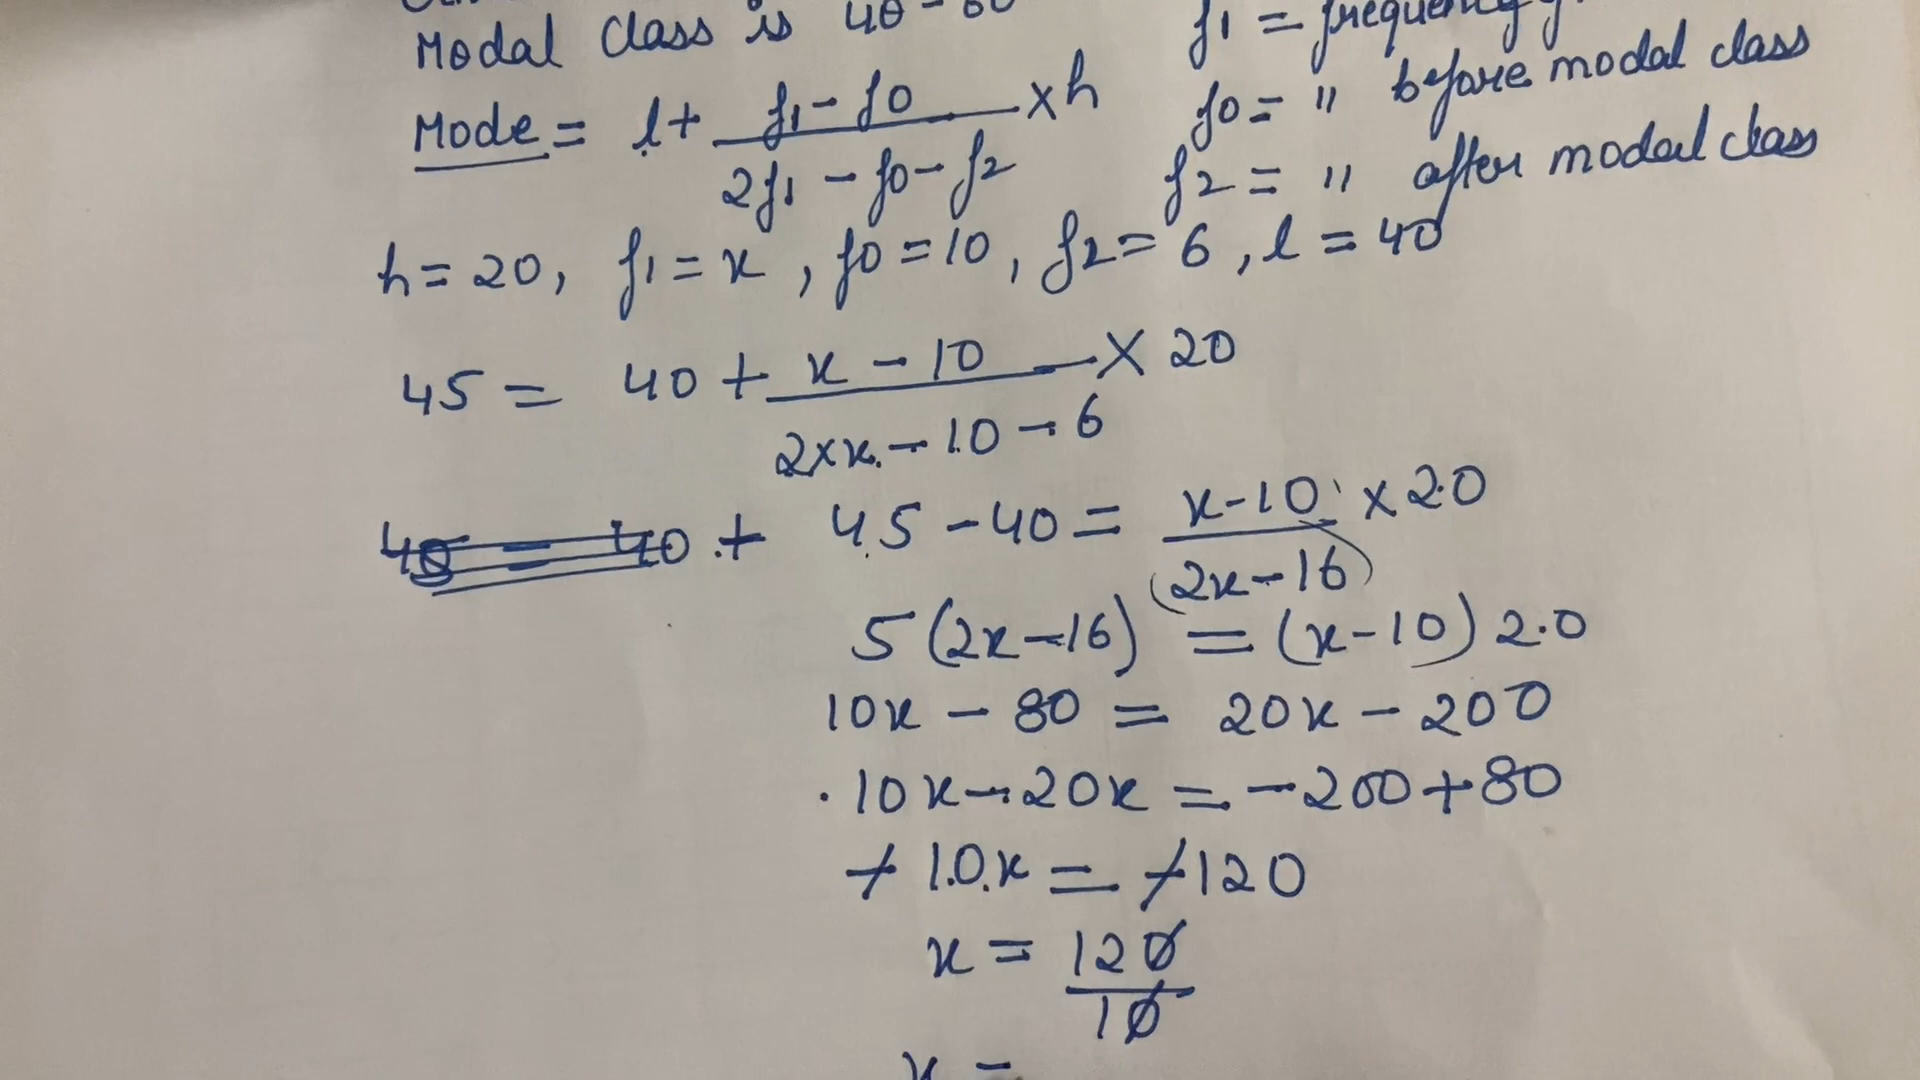 Modal class is 40 - 60
f1 = frequency
Mode = l + f1 - f0 / 2f1 - f0 - f2 × h
f0 = " before modal class
f2 = " after modal class
h = 20, f1 = x, f0 = 10, f2 = 6, l = 40
45 = 40 + x - 10 / 2×x - 10 - 6 × 20
+ 45 - 40 = x - 10 / (2x - 16) × 20
5 (2x - 16) = (x - 10) 20
10x - 80 = 20x - 200
10x - 20x = -200 + 80
-10x = -120
x = 120 / 10
x =